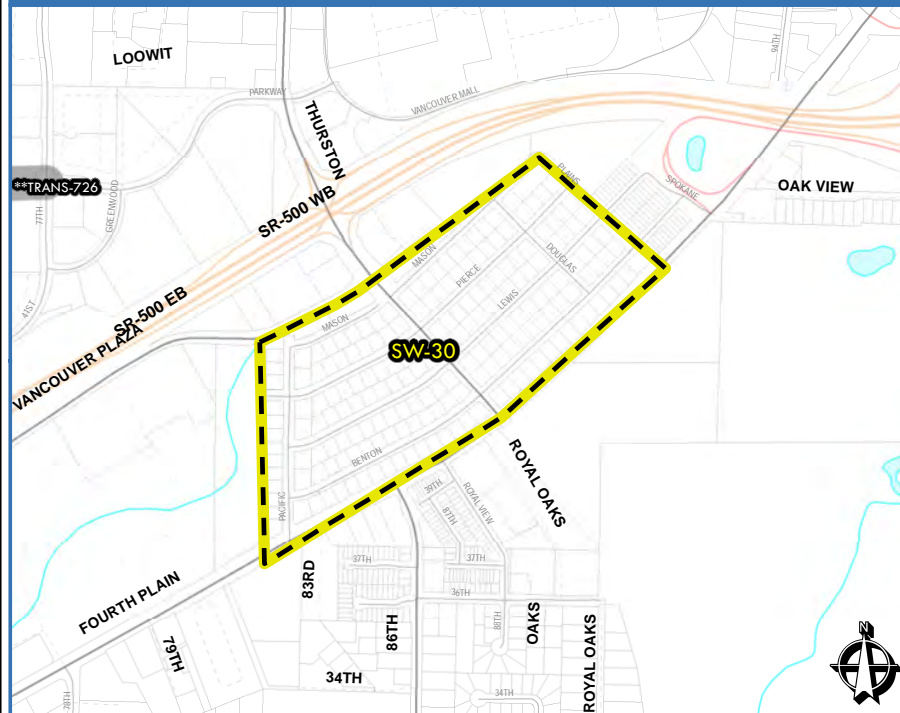 LOOWIT
94TH
PARKWAY
VANCOUVER MALL
THURSTON
**TRANS-726
GREENWOOD
77TH
PLAINS
SPOKANE
OAK VIEW
SR-500 WB
MASON
DOUGLAS
PIERCE
LEWIS
41ST
SR-500 EB
MASON
VANCOUVER PLAZA
SW-30
BENTON
ROYAL OAKS
PACIFIC
39TH
ROYAL VIEW
87TH
37TH
37TH
83RD
FOURTH PLAIN
36TH
86TH
88TH
OAKS
ROYAL OAKS
79TH
34TH
34TH
78TH
N